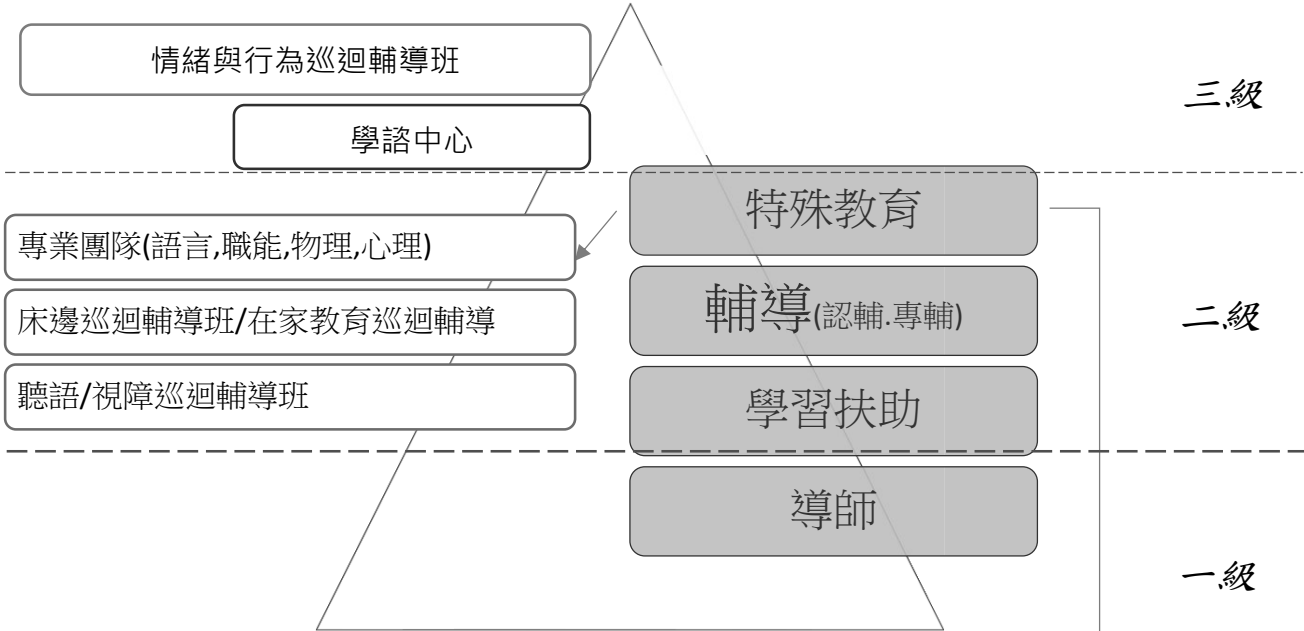 情緒與行為巡迴輔導班
學諮中心
三級
特殊教育
專業團隊(語言,職能,物理,心理)
輔導(認輔.專輔)
床邊巡迴輔導班/在家教育巡迴輔導
二級
學習扶助
聽語/視障巡迴輔導班
導師
一級